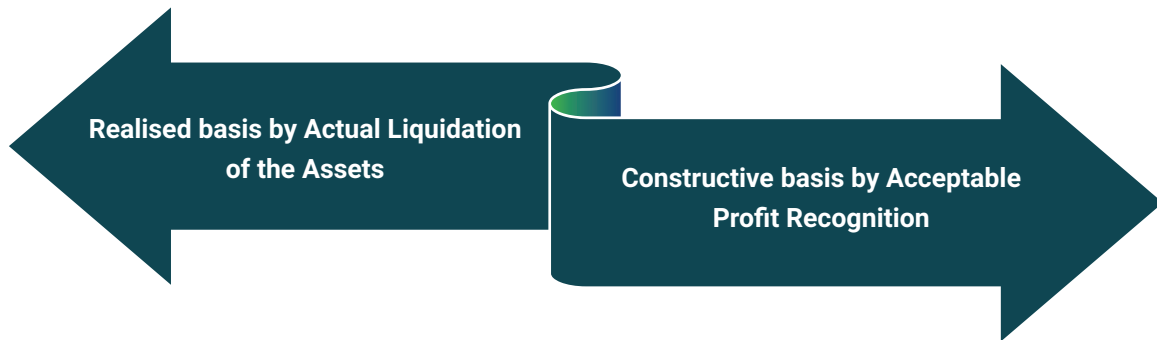 Realised basis by Actual Liquidation
of the Assets
Constructive basis by Acceptable
Profit Recognition